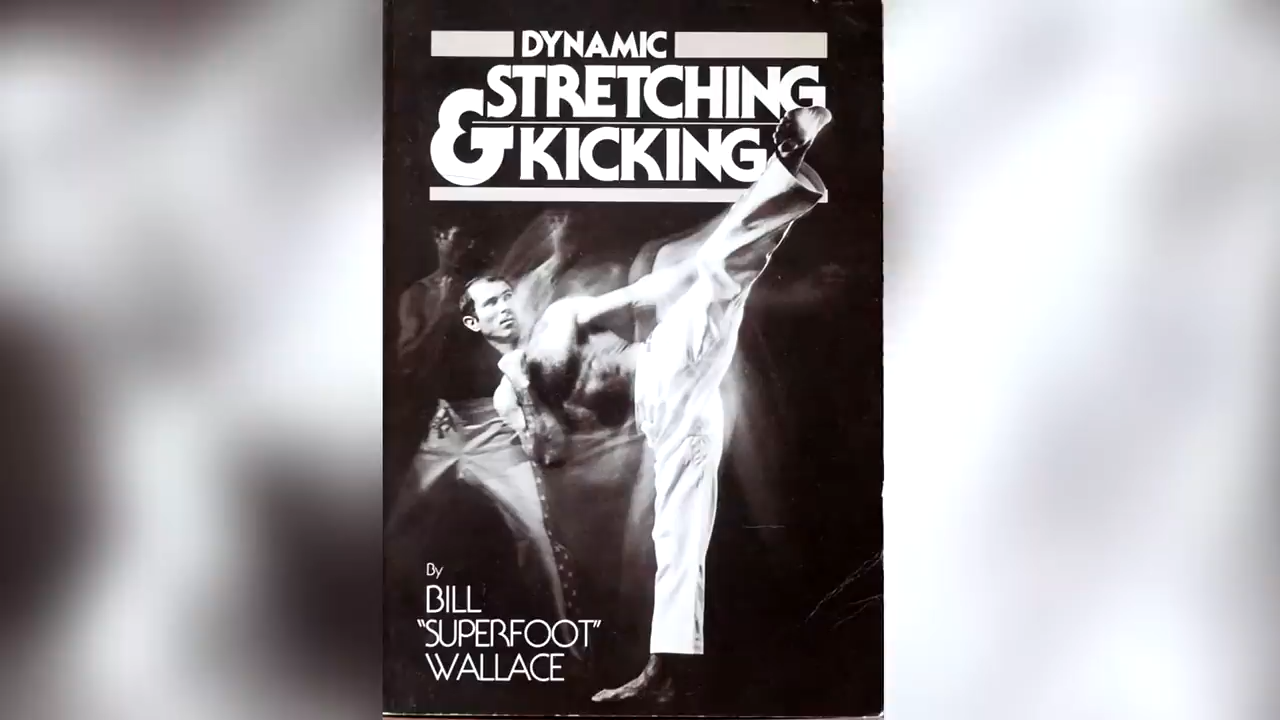 DYNAMIC
STRETCHING
& KICKING
By
BILL
"SUPERFOOT"
WALLACE